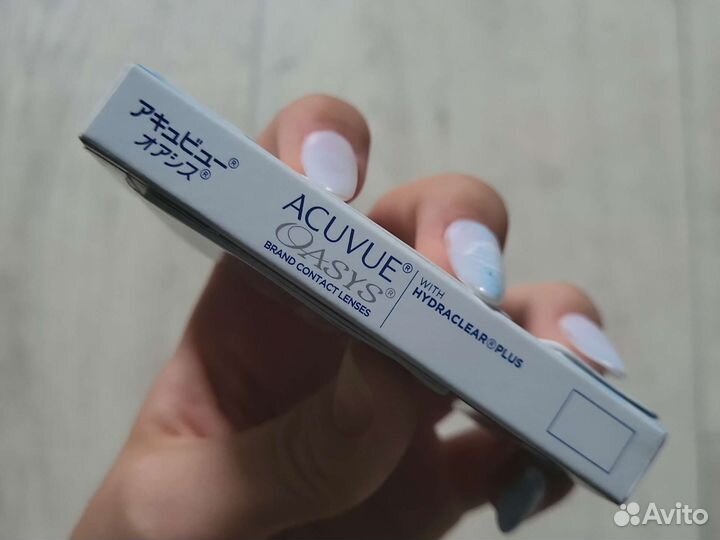 アキュビュー®
オアシス®
ACUVUE®
OASYS®
BRAND CONTACT LENSES
WITH
HYDRACLEAR®PLUS
Avito